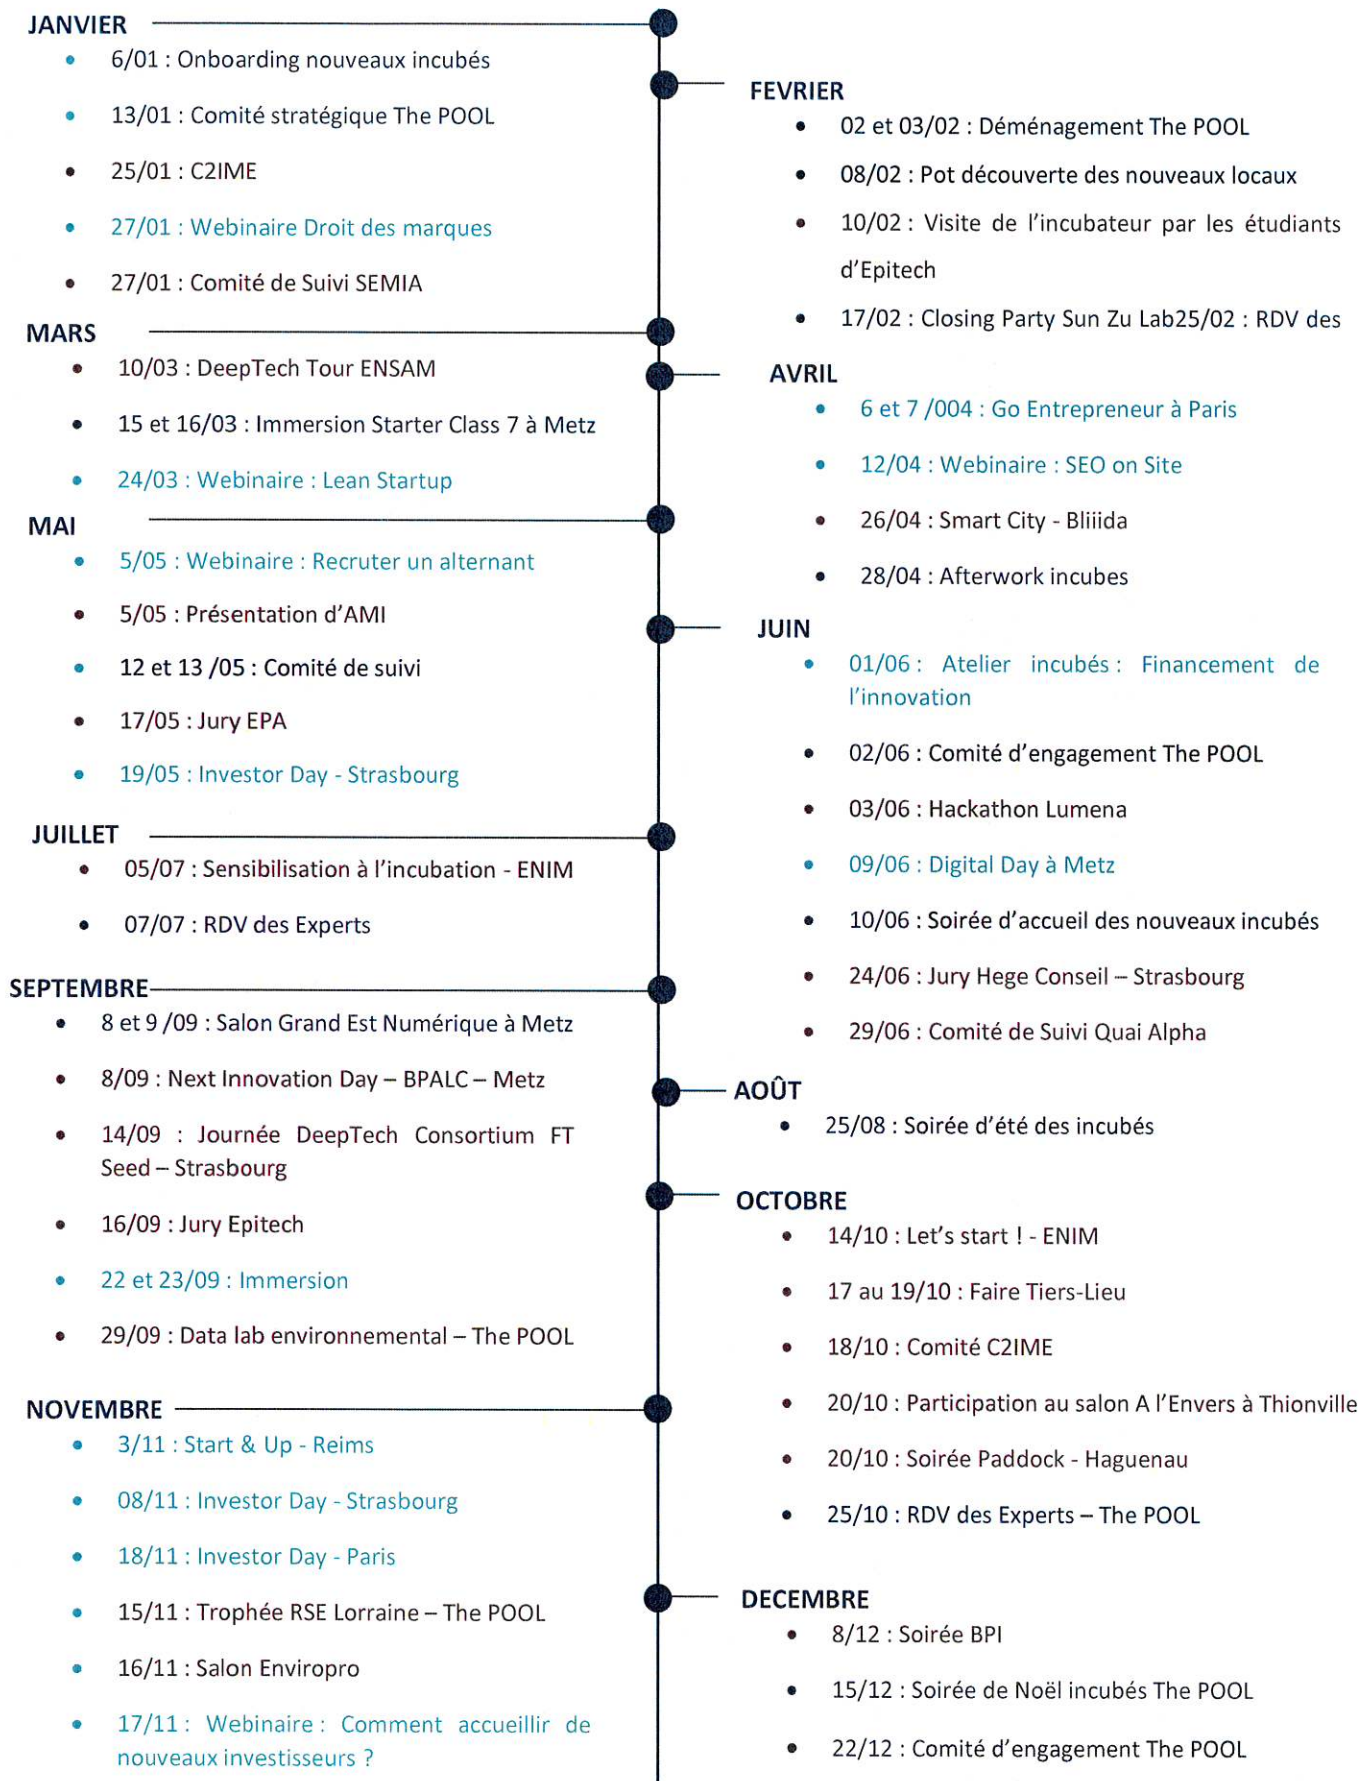 JANVIER
• 6/01 : Onboarding nouveaux incubés
• 13/01 : Comité stratégique The POOL
• 25/01 : C2IME
• 27/01 : Webinaire Droit des marques
• 27/01 : Comité de Suivi SEMIA
FEVRIER
• 02 et 03/02 : Déménagement The POOL
• 08/02 : Pot découverte des nouveaux locaux
• 10/02 : Visite de l'incubateur par les étudiants
d'Epitech
• 17/02 : Closing Party Sun Zu Lab25/02 : RDV des
MARS
• 10/03 : DeepTech Tour ENSAM
• 15 et 16/03 : Immersion Starter Class 7 à Metz
• 24/03 : Webinaire : Lean Startup
AVRIL
• 6 et 7 /004 : Go Entrepreneur à Paris
• 12/04 : Webinaire : SEO on Site
• 26/04 : Smart City - Bliiida
• 28/04 : Afterwork incubes
MAI
• 5/05 : Webinaire : Recruter un alternant
• 5/05 : Présentation d'AMI
• 12 et 13 /05 : Comité de suivi
• 17/05 : Jury EPA
• 19/05 : Investor Day - Strasbourg
JUIN
• 01/06 : Atelier incubés : Financement de
l'innovation
• 02/06 : Comité d'engagement The POOL
• 03/06 : Hackathon Lumena
• 09/06 : Digital Day à Metz
• 10/06 : Soirée d'accueil des nouveaux incubés
• 24/06 : Jury Hege Conseil – Strasbourg
• 29/06 : Comité de Suivi Quai Alpha
JUILLET
• 05/07 : Sensibilisation à l'incubation - ENIM
• 07/07 : RDV des Experts
AOÛT
• 25/08 : Soirée d'été des incubés
SEPTEMBRE
• 8 et 9 /09 : Salon Grand Est Numérique à Metz
• 8/09 : Next Innovation Day – BPALC – Metz
• 14/09 : Journée DeepTech Consortium FT
Seed – Strasbourg
• 16/09 : Jury Epitech
• 22 et 23/09 : Immersion
• 29/09 : Data lab environnemental – The POOL
OCTOBRE
• 14/10 : Let's start ! - ENIM
• 17 au 19/10 : Faire Tiers-Lieu
• 18/10 : Comité C2IME
• 20/10 : Participation au salon A l'Envers à Thionville
• 20/10 : Soirée Paddock - Haguenau
• 25/10 : RDV des Experts – The POOL
NOVEMBRE
• 3/11 : Start & Up - Reims
• 08/11 : Investor Day - Strasbourg
• 18/11 : Investor Day - Paris
• 15/11 : Trophée RSE Lorraine – The POOL
• 16/11 : Salon Enviropro
• 17/11 : Webinaire : Comment accueillir de
nouveaux investisseurs ?
DECEMBRE
• 8/12 : Soirée BPI
• 15/12 : Soirée de Noël incubés The POOL
• 22/12 : Comité d'engagement The POOL